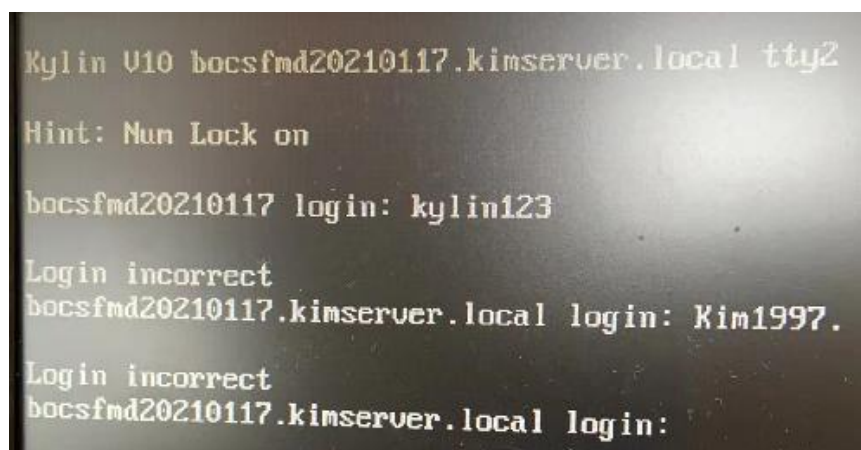 Kylin V10 bocsfmd20210117.kimserver.local tty2
Hint: Num Lock on
bocsfmd20210117 login: kylin123
Login incorrect
bocsfmd20210117.kimserver.local login: Kim1997.
Login incorrect
bocsfmd20210117.kimserver.local login: